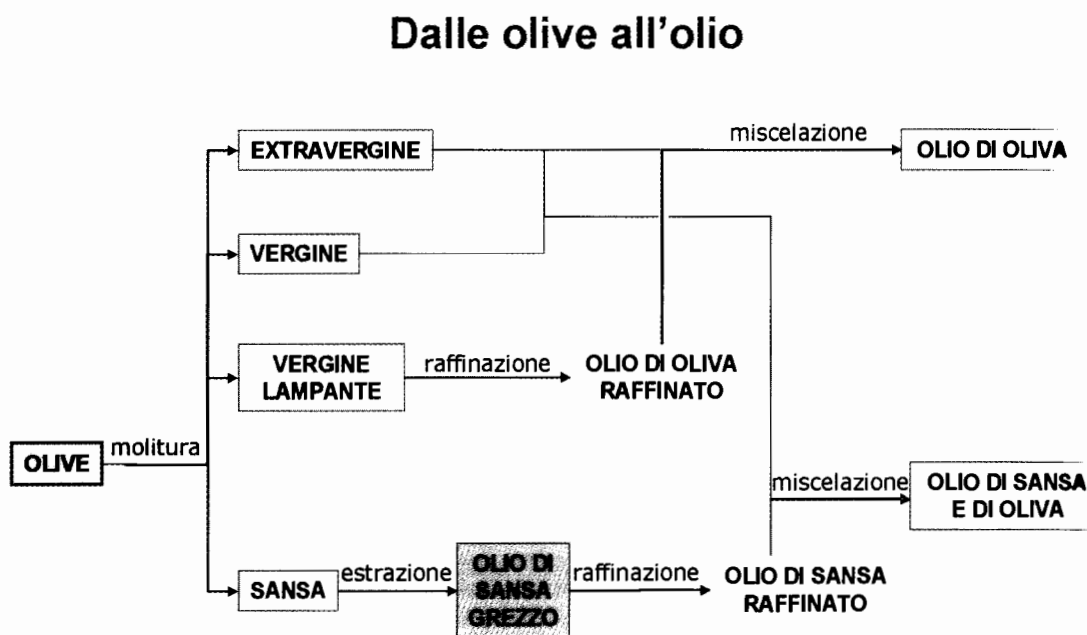 Dalle olive all'olio
EXTRAVERGINE
miscelazione
OLIO DI OLIVA
VERGINE
VERGINE
LAMPANTE
raffinazione
OLIO DI OLIVA
RAFFINATO
OLIVE
molitura
miscelazione
OLIO DI SANSA
E DI OLIVA
SANSA
estrazione
OLIO DI
SANSA
GREZZO
raffinazione
OLIO DI SANSA
RAFFINATO